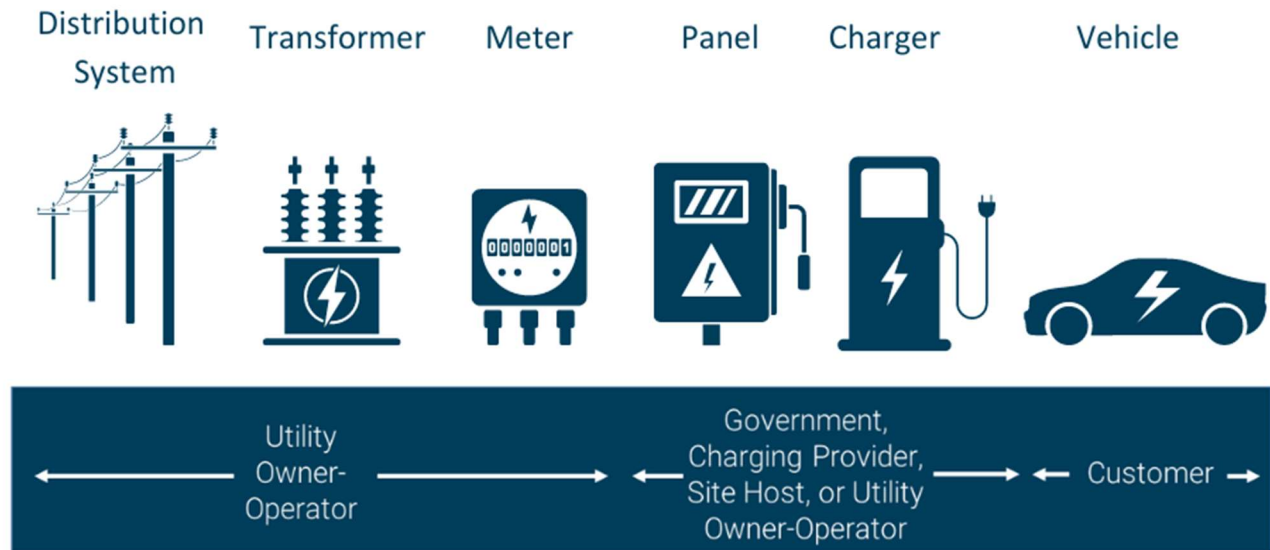 Distribution
System
Transformer
Meter
Panel
Charger
Vehicle
0000001
Utility
Owner-
Operator
Government,
Charging Provider,
Site Host, or Utility
Owner-Operator
Customer